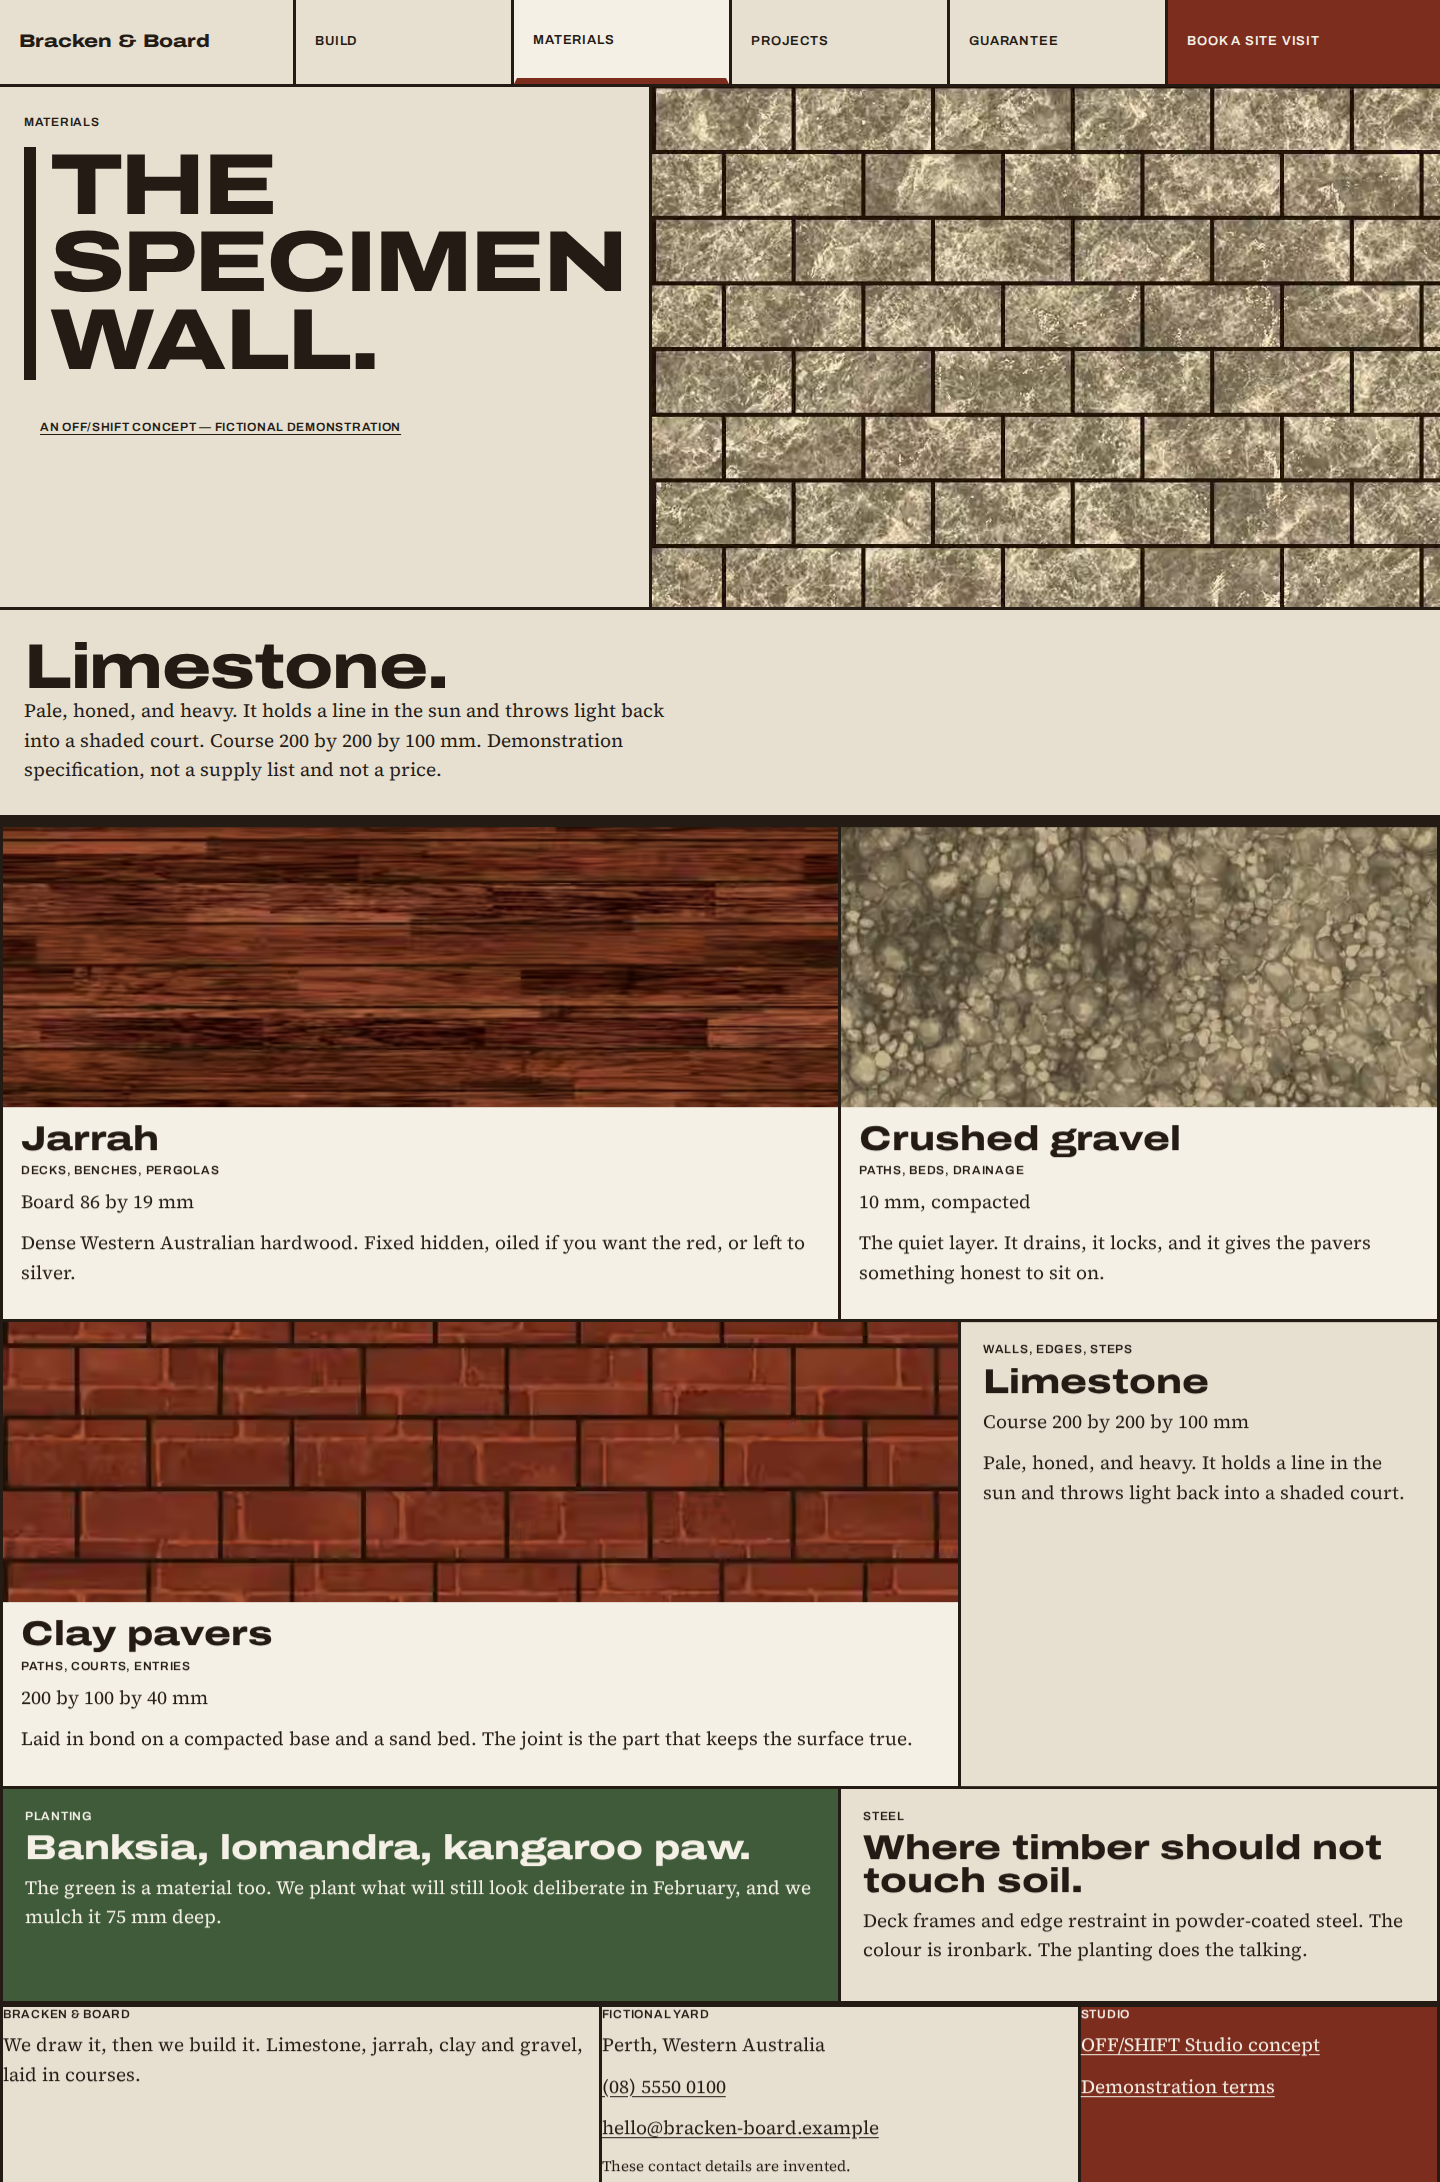 Bracken & Board
BUILD
MATERIALS
PROJECTS
GUARANTEE
BOOK A SITE VISIT
MATERIALS
THE
SPECIMEN
WALL.
AN OFF/SHIFT CONCEPT — FICTIONAL DEMONSTRATION
Limestone.
Pale, honed, and heavy. It holds a line in the sun and throws light back
into a shaded court. Course 200 by 200 by 100 mm. Demonstration
specification, not a supply list and not a price.
Jarrah
DECKS, BENCHES, PERGOLAS
Board 86 by 19 mm
Dense Western Australian hardwood. Fixed hidden, oiled if you want the red, or left to
silver.
Crushed gravel
PATHS, BEDS, DRAINAGE
10 mm, compacted
The quiet layer. It drains, it locks, and it gives the pavers
something honest to sit on.
Clay pavers
PATHS, COURTS, ENTRIES
200 by 100 by 40 mm
Laid in bond on a compacted base and a sand bed. The joint is the part that keeps the surface true.
WALLS, EDGES, STEPS
Limestone
Course 200 by 200 by 100 mm
Pale, honed, and heavy. It holds a line in the
sun and throws light back into a shaded court.
PLANTING
Banksia, lomandra, kangaroo paw.
The green is a material too. We plant what will still look deliberate in February, and we
mulch it 75 mm deep.
STEEL
Where timber should not
touch soil.
Deck frames and edge restraint in powder-coated steel. The
colour is ironbark. The planting does the talking.
BRACKEN & BOARD
We draw it, then we build it. Limestone, jarrah, clay and gravel,
laid in courses.
FICTIONAL YARD
Perth, Western Australia
(08) 5550 0100
hello@bracken-board.example
These contact details are invented.
STUDIO
OFF/SHIFT Studio concept
Demonstration terms